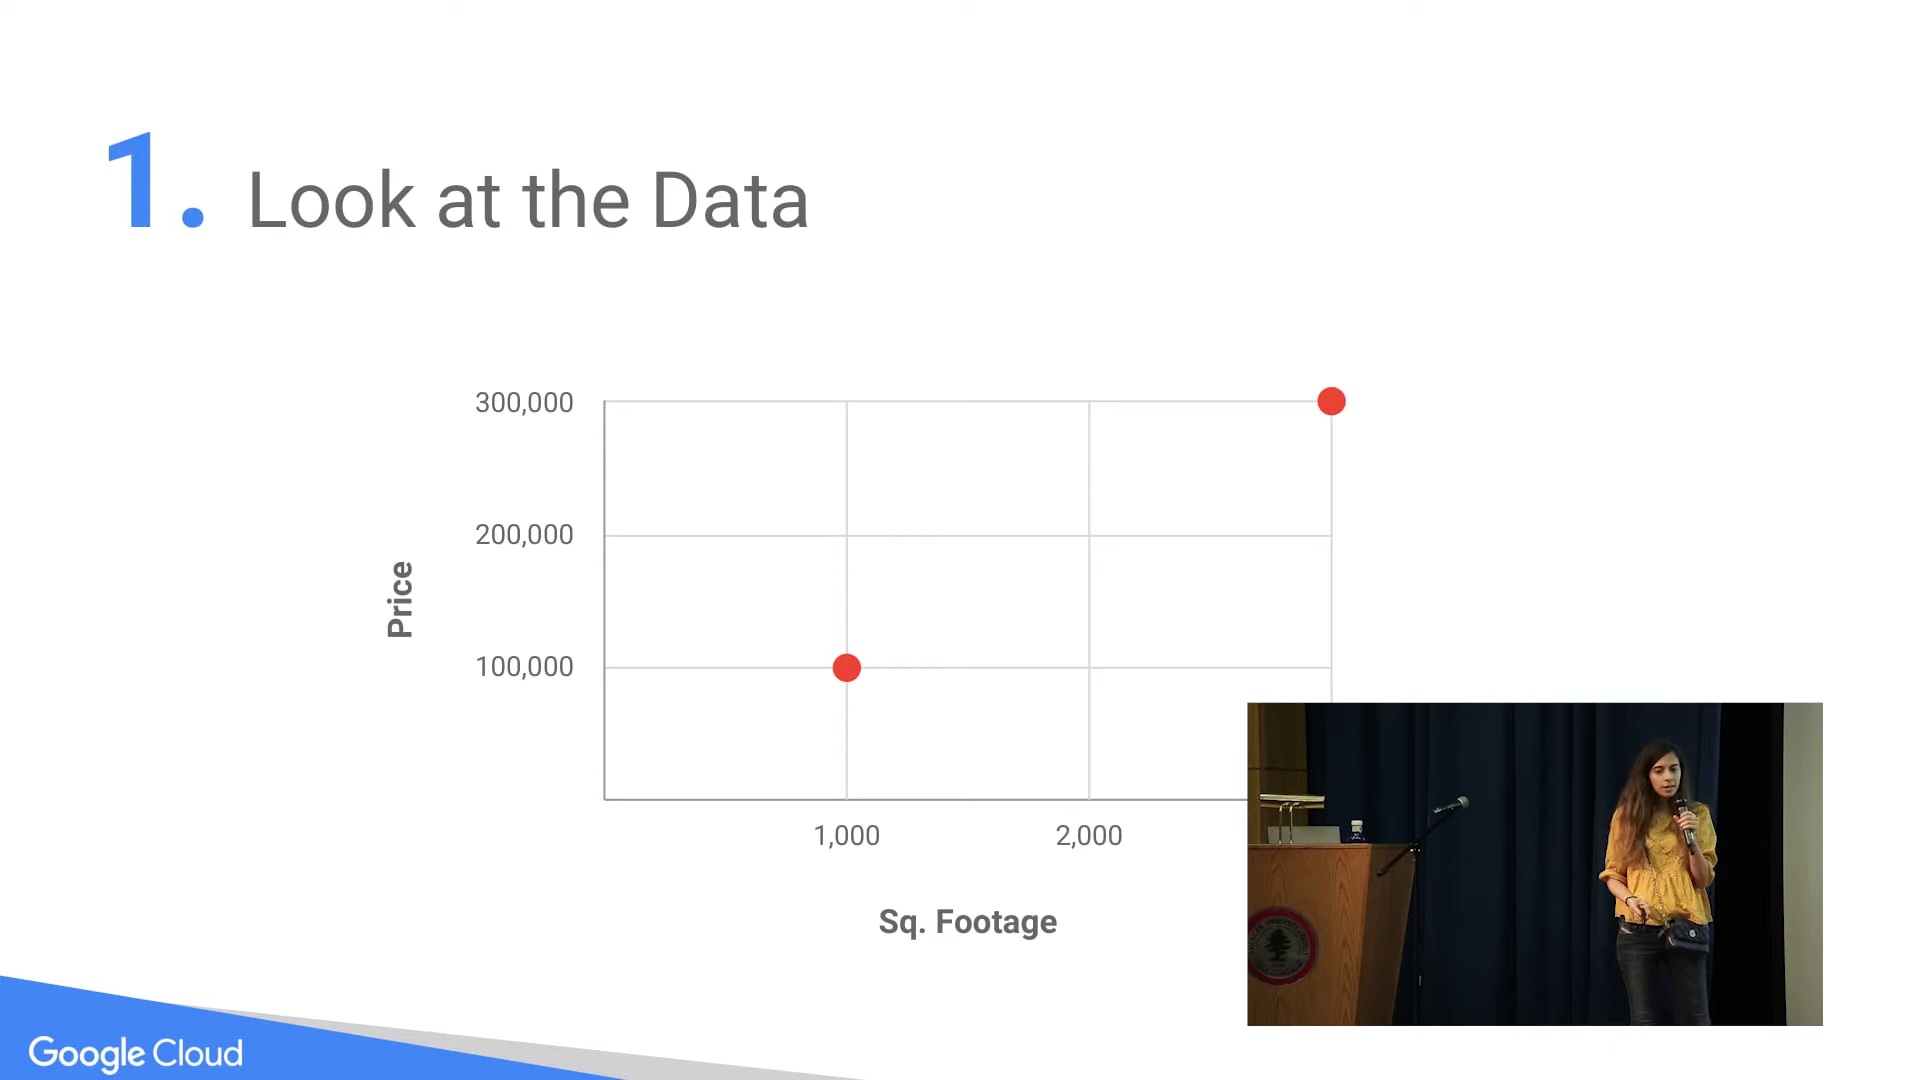 1. Look at the Data
300,000
200,000
100,000
Price
1,000
2,000
Sq. Footage
Google Cloud